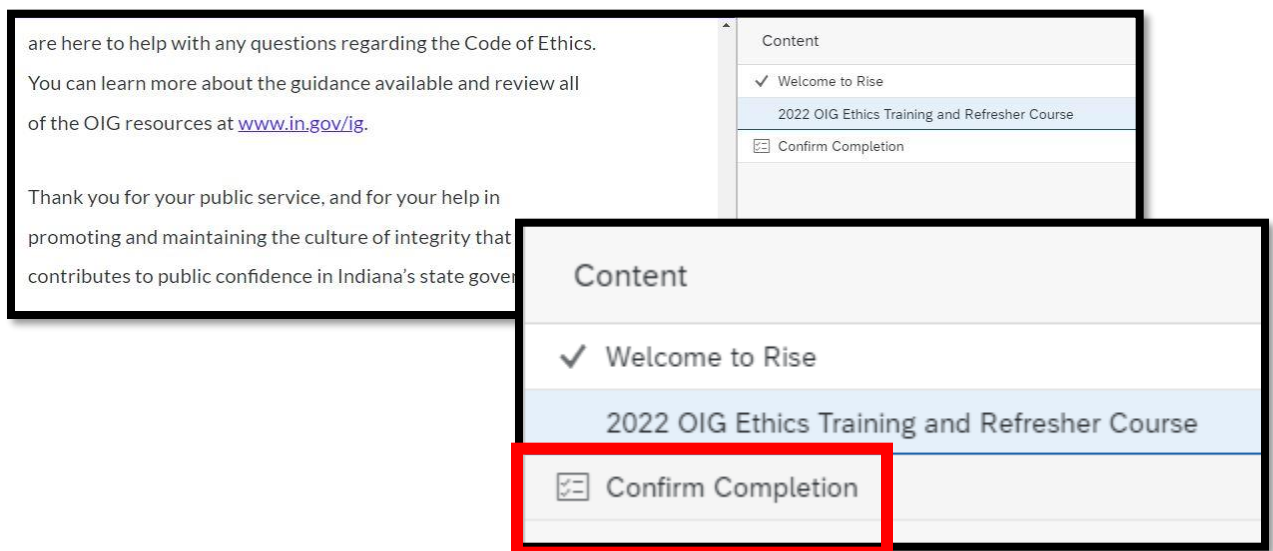 are here to help with any questions regarding the Code of Ethics.
You can learn more about the guidance available and review all
of the OIG resources at www.in.gov/ig.
Thank you for your public service, and for your help in
promoting and maintaining the culture of integrity that
contributes to public confidence in Indiana's state
Content
Welcome to Rise
2022 OIG Ethics Training and Refresher Course
Confirm Completion
Content
Welcome to Rise
2022 OIG Ethics Training and Refresher Course
Confirm Completion